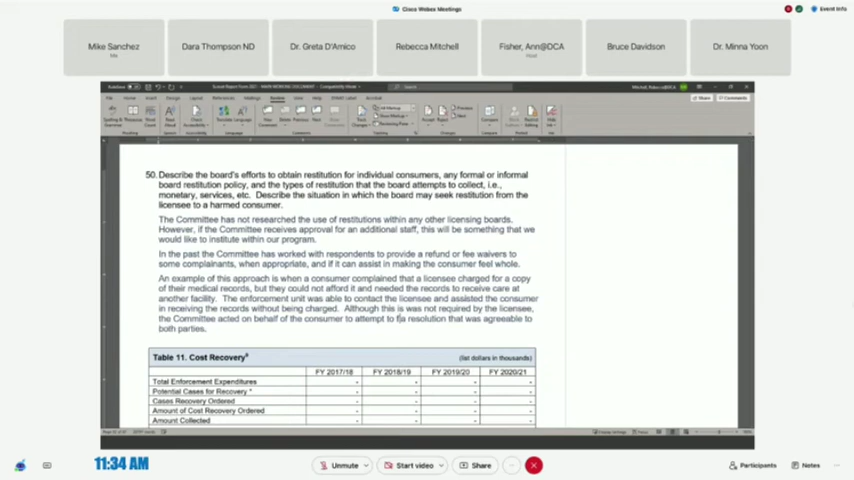 Cisco Webex Meetings
Event Info
Mike Sanchez
Me
Dara Thompson ND
Dr. Greta D'Amico
Rebecca Mitchell
Fisher, Ann@DCA
Host
Bruce Davidson
Dr. Minna Yoon
Search
Share
Comments
50. Describe the board's efforts to obtain restitution for individual consumers, any formal or informal
board restitution policy, and the types of restitution that the board attempts to collect, i.e.,
monetary, services, etc. Describe the situation in which the board may seek restitution from the
licensee to a harmed consumer.
The Committee has not researched the use of restitutions within any other licensing boards.
However, if the Committee receives approval for an additional staff, this will be something that we
would like to institute within our program.
In the past the Committee has worked with respondents to provide a refund or fee waivers to
some complainants, when appropriate, and if it can assist in making the consumer feel whole.
An example of this approach is when a consumer complained that a licensee charged for a copy
of their medical records, but they could not afford it and needed the records to receive care at
another facility. The enforcement unit was able to contact the licensee and assisted the consumer
in receiving the records without being charged. Although this is was not required by the licensee,
the Committee acted on behalf of the consumer to attempt to fa resolution that was agreeable to
both parties.
Table 11. Cost Recovery
(list dollars in thousands)
FY 2017/18 FY 2018/19 FY 2019/20 FY 2020/21
Total Enforcement Expenditures - - - -
Potential Cases for Recovery * - - - -
Cases Recovery Ordered - - - -
Amount of Cost Recovery Ordered - - - -
Amount Collected - - - -
11:34 AM
Unmute
Start video
Share
Participants
Notes